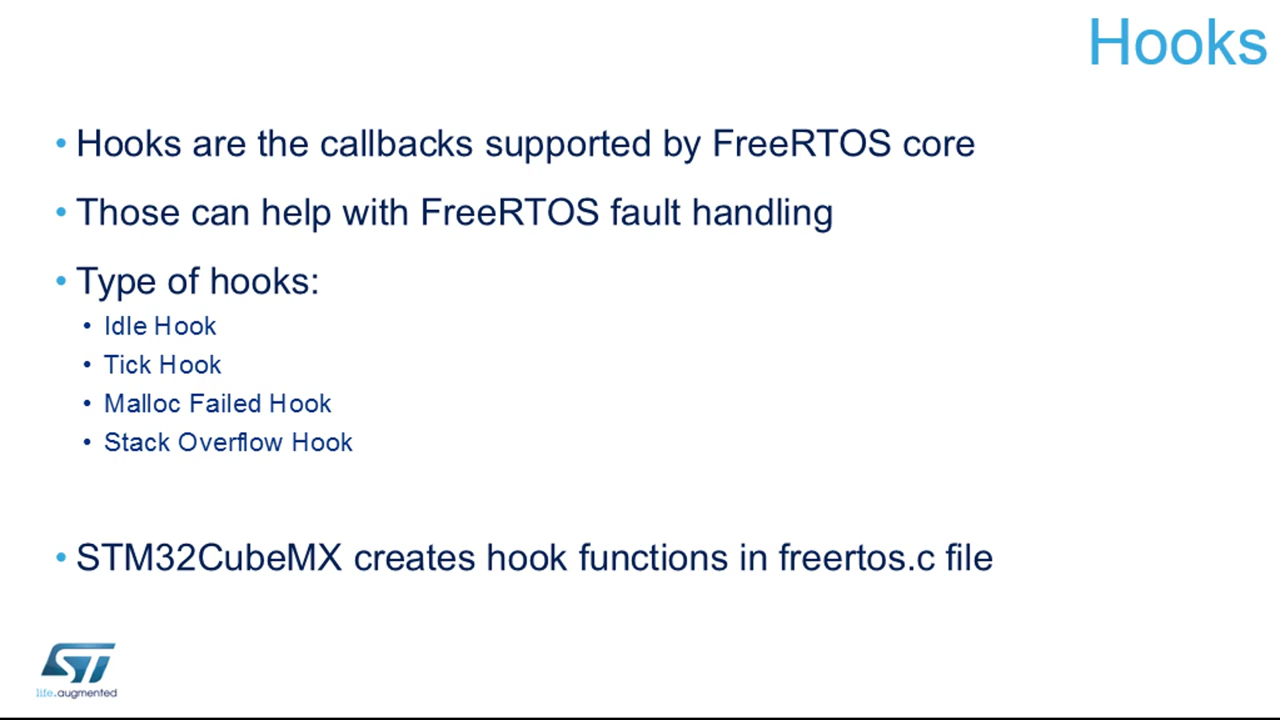 Hooks
• Hooks are the callbacks supported by FreeRTOS core
• Those can help with FreeRTOS fault handling
• Type of hooks:
• Idle Hook
• Tick Hook
• Malloc Failed Hook
• Stack Overflow Hook
• STM32CubeMX creates hook functions in freertos.c file
ST
life.augmented